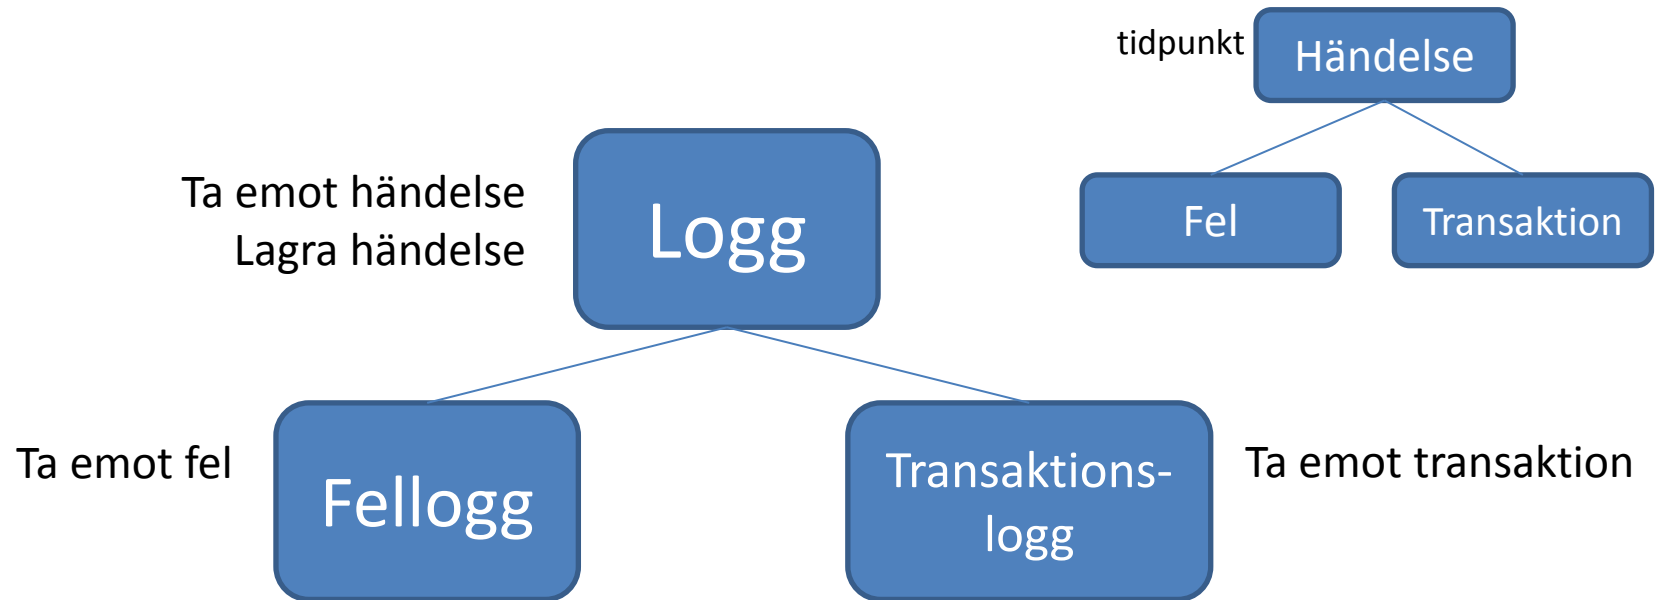 tidpunkt
Händelse
Ta emot händelse
Lagra händelse
Logg
Fel
Transaktion
Ta emot fel
Fellogg
Transaktions-
logg
Ta emot transaktion